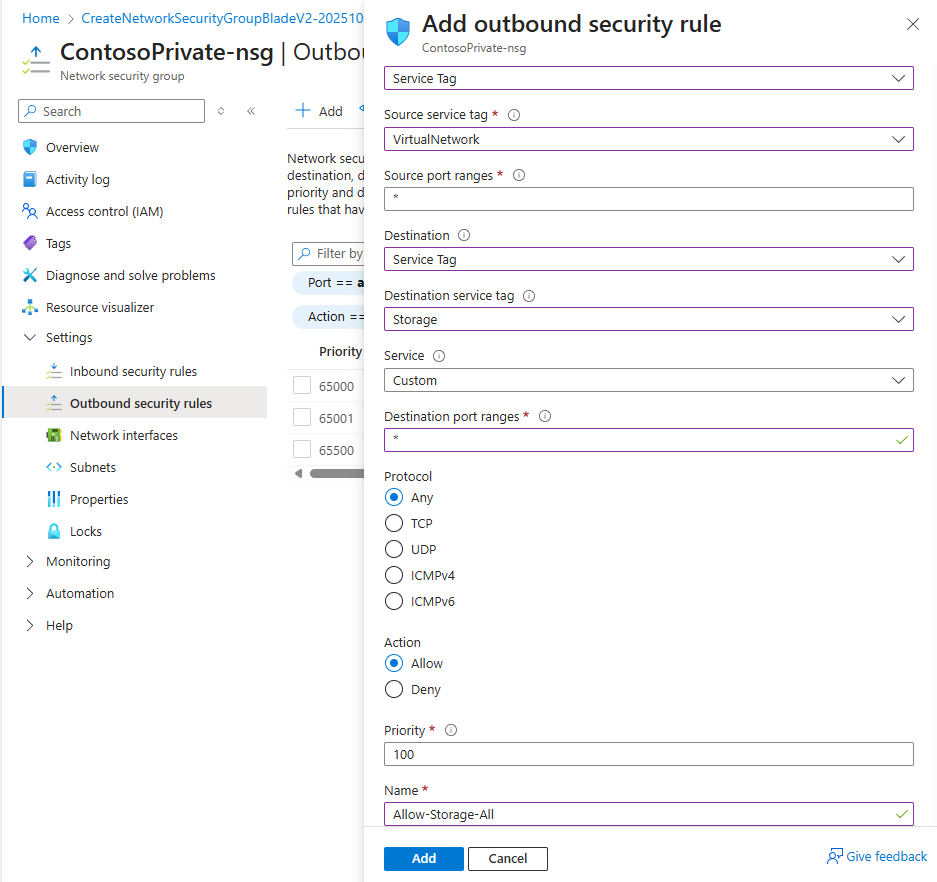 Home > CreateNetworkSecurityGroupBladeV2-202510
ContosoPrivate-nsg | Outbou
Network security group
Search
Overview
Activity log
Access control (IAM)
Tags
Diagnose and solve problems
Resource visualizer
Settings
Inbound security rules
Outbound security rules
Network interfaces
Subnets
Properties
Locks
Monitoring
Automation
Help
Add
Network secu
destination, d
priority and d
rules that hav
Filter by
Port == a
Action ==
Priority
65000
65001
65500
Add outbound security rule
ContosoPrivate-nsg
Service Tag
Source service tag *
VirtualNetwork
Source port ranges *
*
Destination
Service Tag
Destination service tag
Storage
Service
Custom
Destination port ranges *
*
Protocol
Any
TCP
UDP
ICMPv4
ICMPv6
Action
Allow
Deny
Priority *
100
Name *
Allow-Storage-All
Add
Cancel
Give feedback